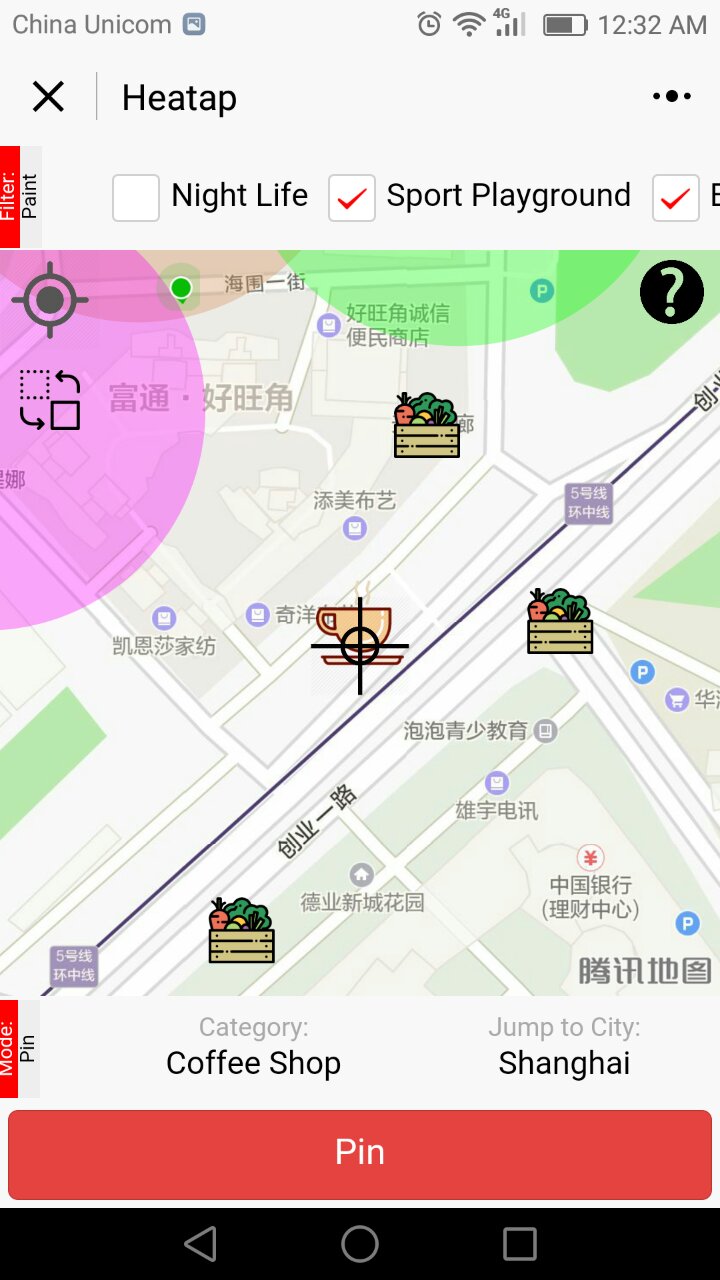 China Unicom
4G
12:32 AM
Heatap
Filter:
Paint
Night Life
Sport Playground
海围一街
P
?
好旺角诚信
便民商店
富通·好旺角
廊
创业
5号线
环中线
添美布艺
娜
奇洋
凯恩莎家纺
P
华
泡泡青少教育
雄宇电讯
创业一路
¥
中国银行
(理财中心)
德业新城花园
P
5号线
环中线
腾讯地图
Mode:
Pin
Category:
Jump to City:
Coffee Shop
Shanghai
Pin